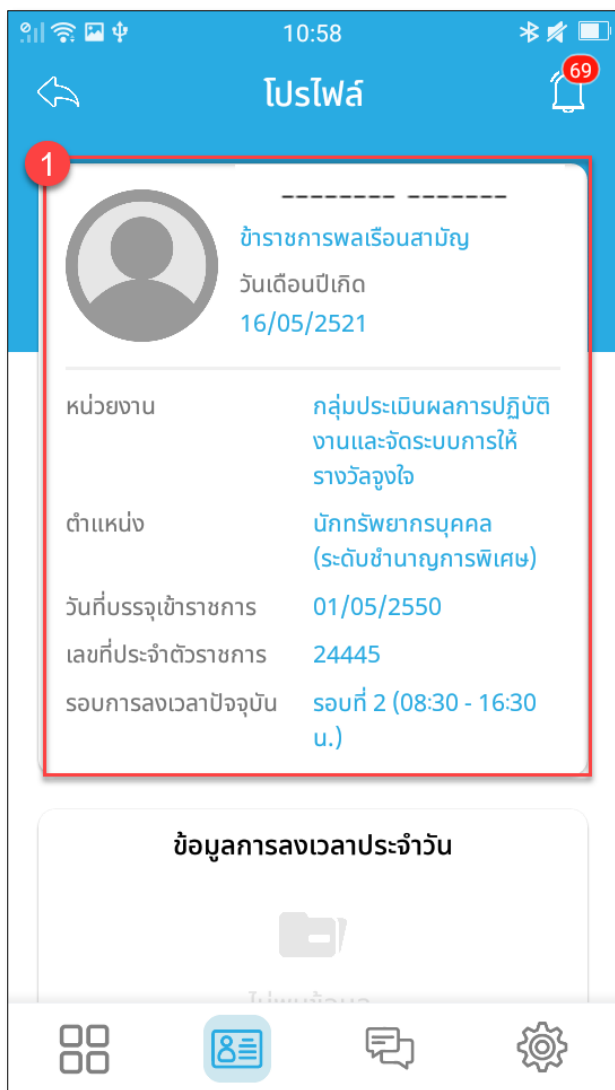 10:58
โปรไฟล์
69
1
-------- -------
ข้าราชการพลเรือนสามัญ
วันเดือนปีเกิด
16/05/2521
หน่วยงาน
กลุ่มประเมินผลการปฏิบัติ
งานและจัดระบบการให้
รางวัลจูงใจ
ตำแหน่ง
นักทรัพยากรบุคคล
(ระดับชำนาญการพิเศษ)
วันที่บรรจุเข้าราชการ
01/05/2550
เลขที่ประจำตัวราชการ
24445
รอบการลงเวลาปัจจุบัน
รอบที่ 2 (08:30 - 16:30
น.)
ข้อมูลการลงเวลาประจำวัน
ไม่พบข้อมูล